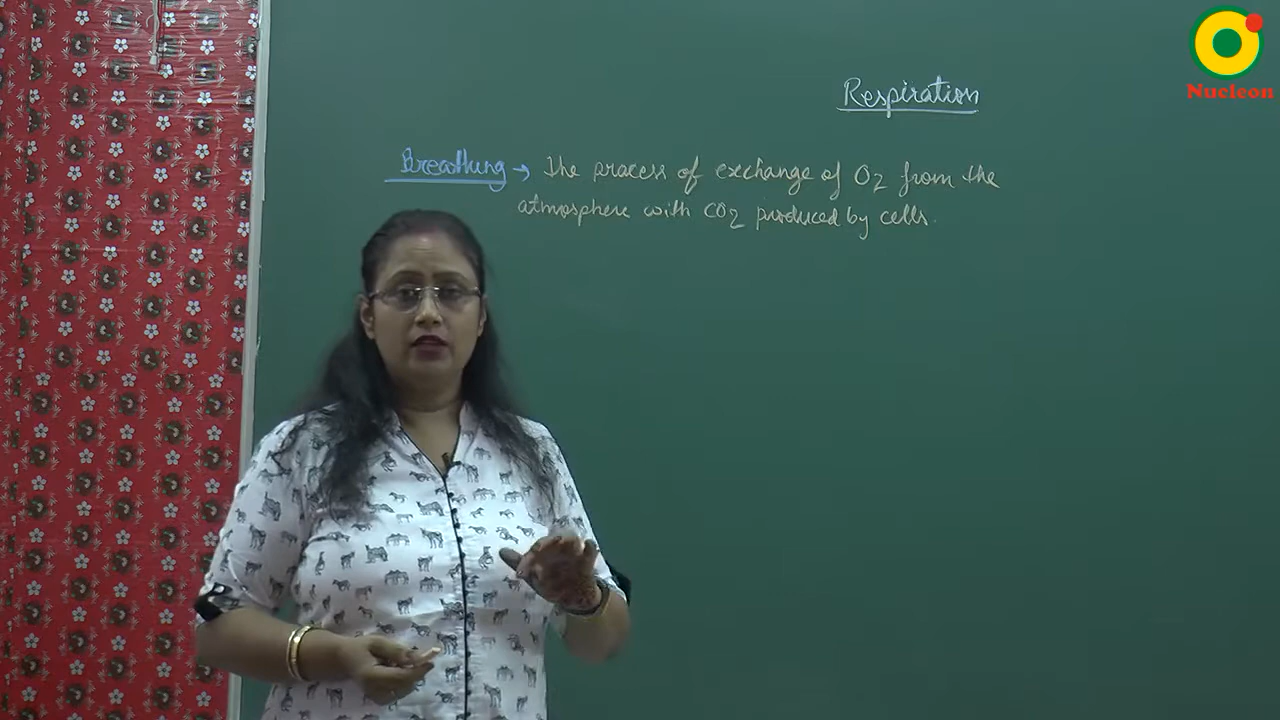 Nucleon
Respiration
Breathing → The process of exchange of O2 from the
atmosphere with CO2 produced by cells.